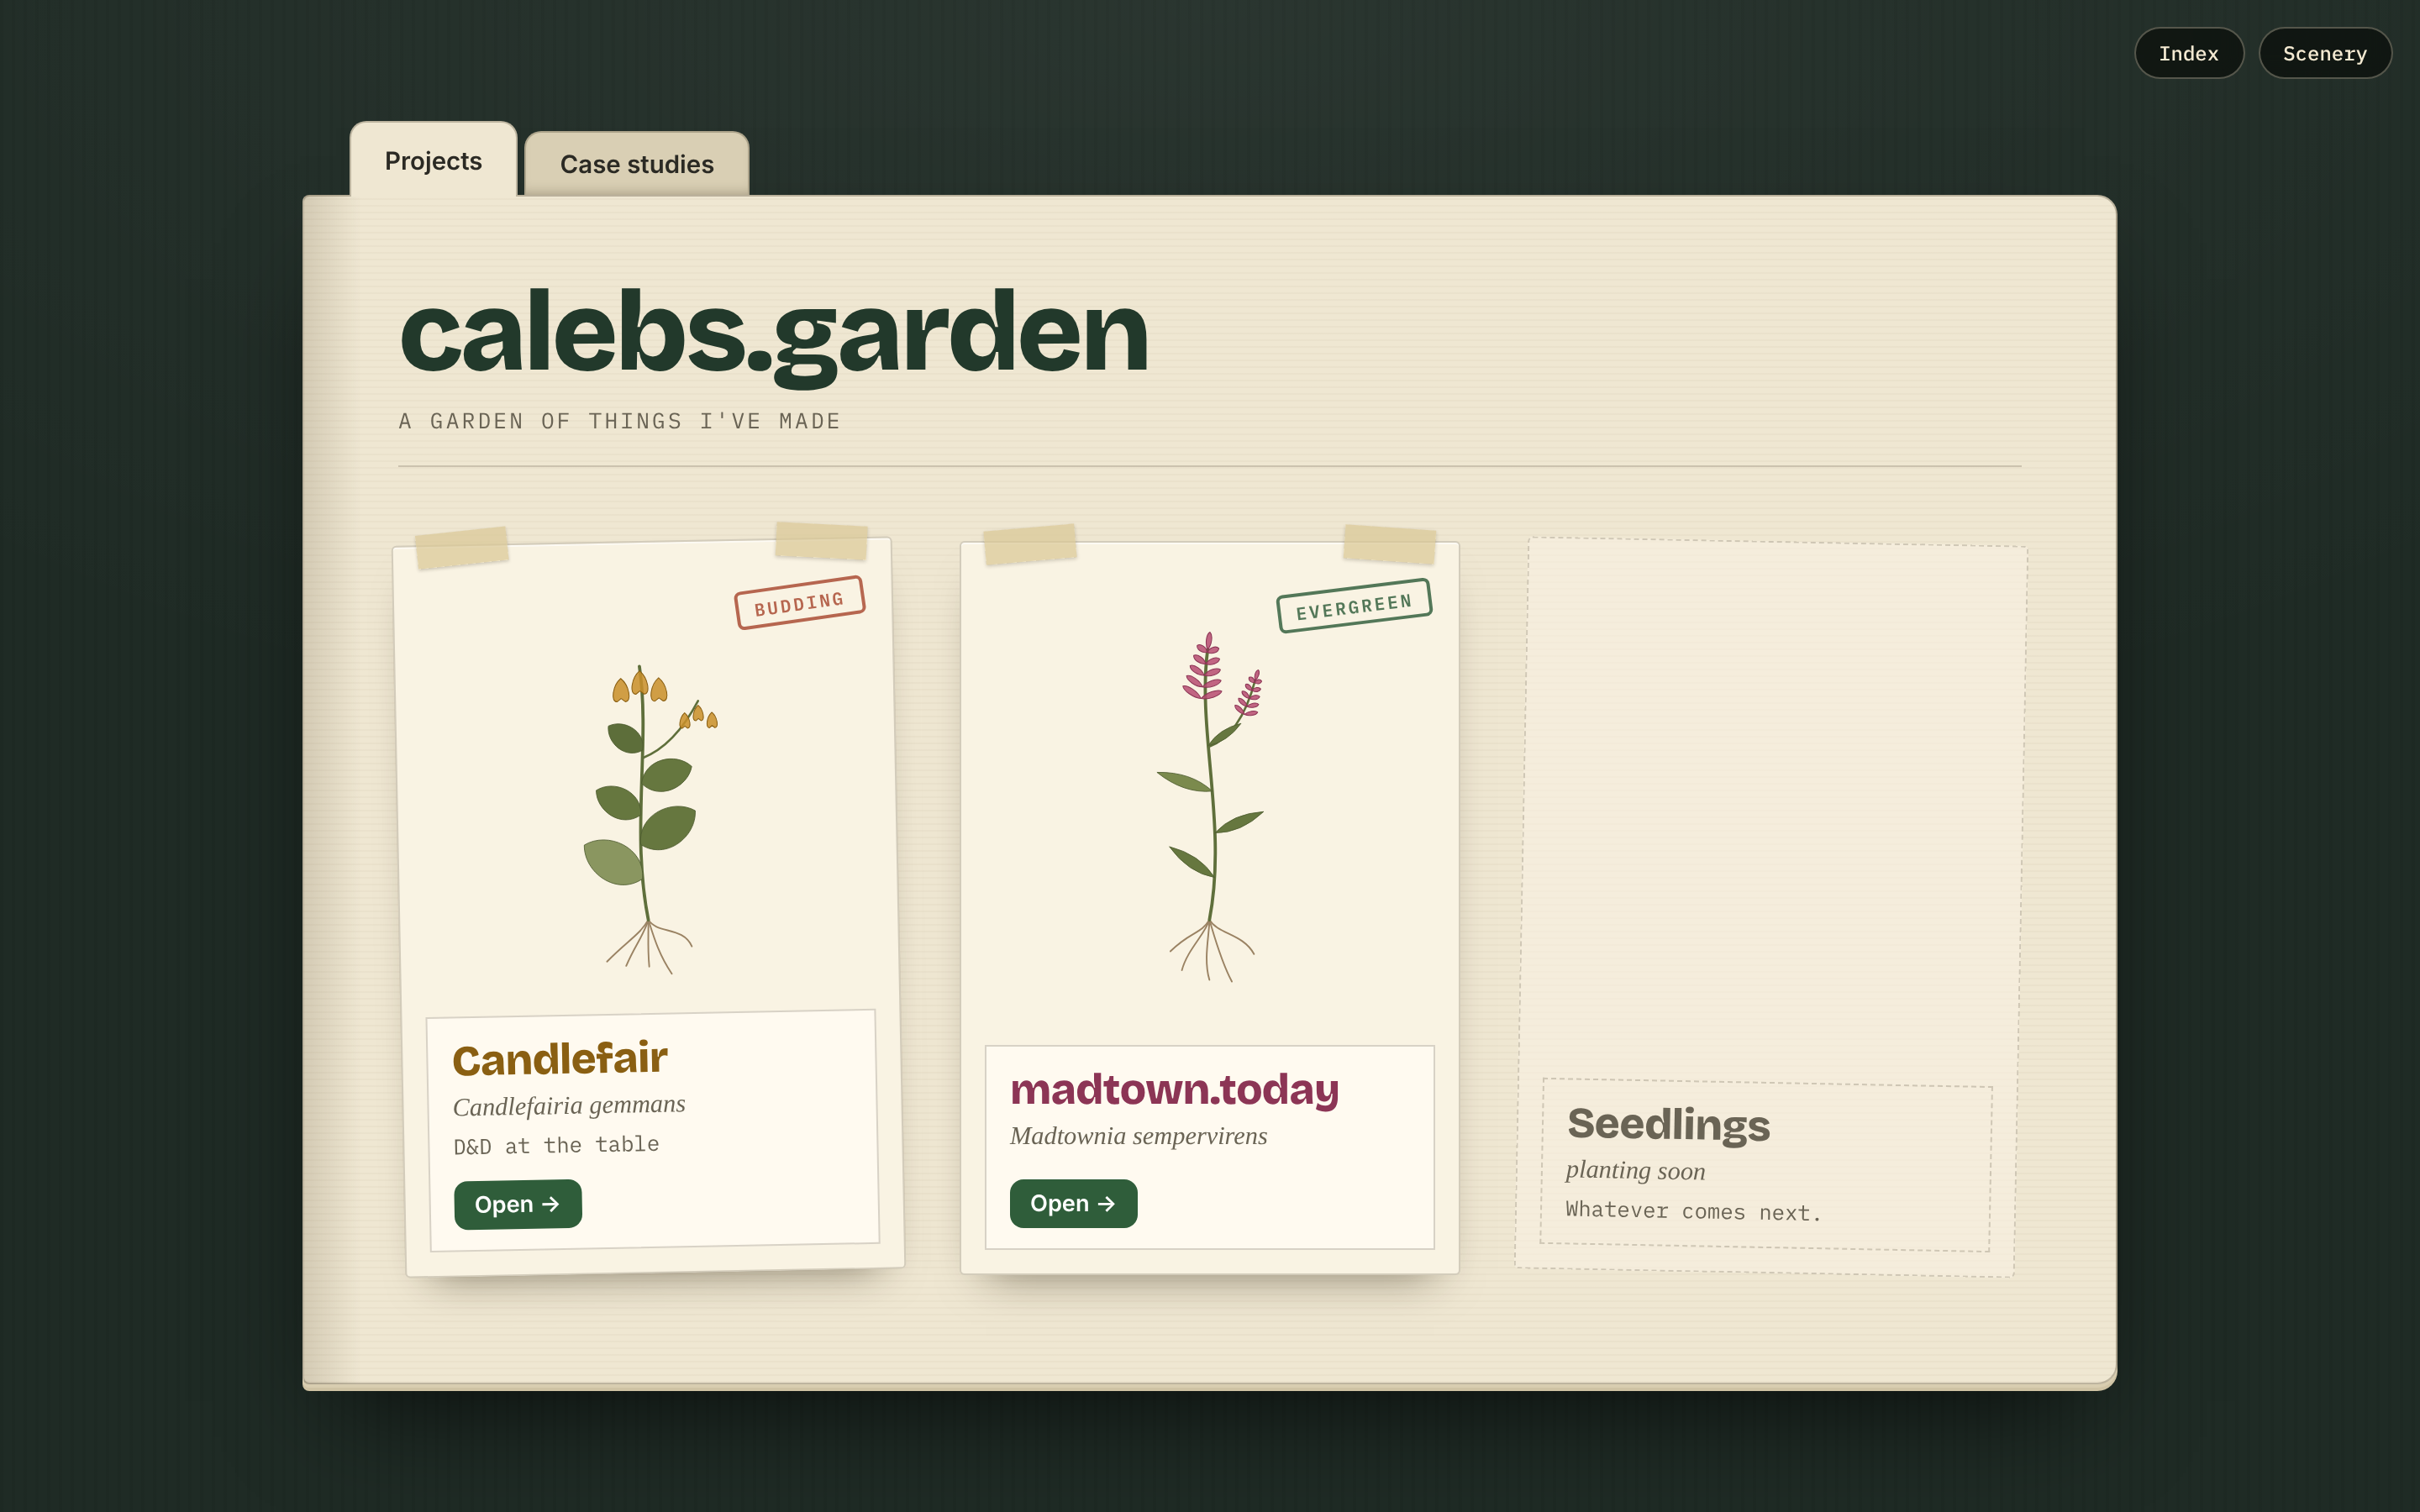 Index
Scenery
Projects
Case studies
calebs.garden
A GARDEN OF THINGS I'VE MADE
BUDDING
Candlefair
Candlefairia gemmans
D&D at the table
Open →
EVERGREEN
madtown.today
Madtownia sempervirens
Open →
Seedlings
planting soon
Whatever comes next.